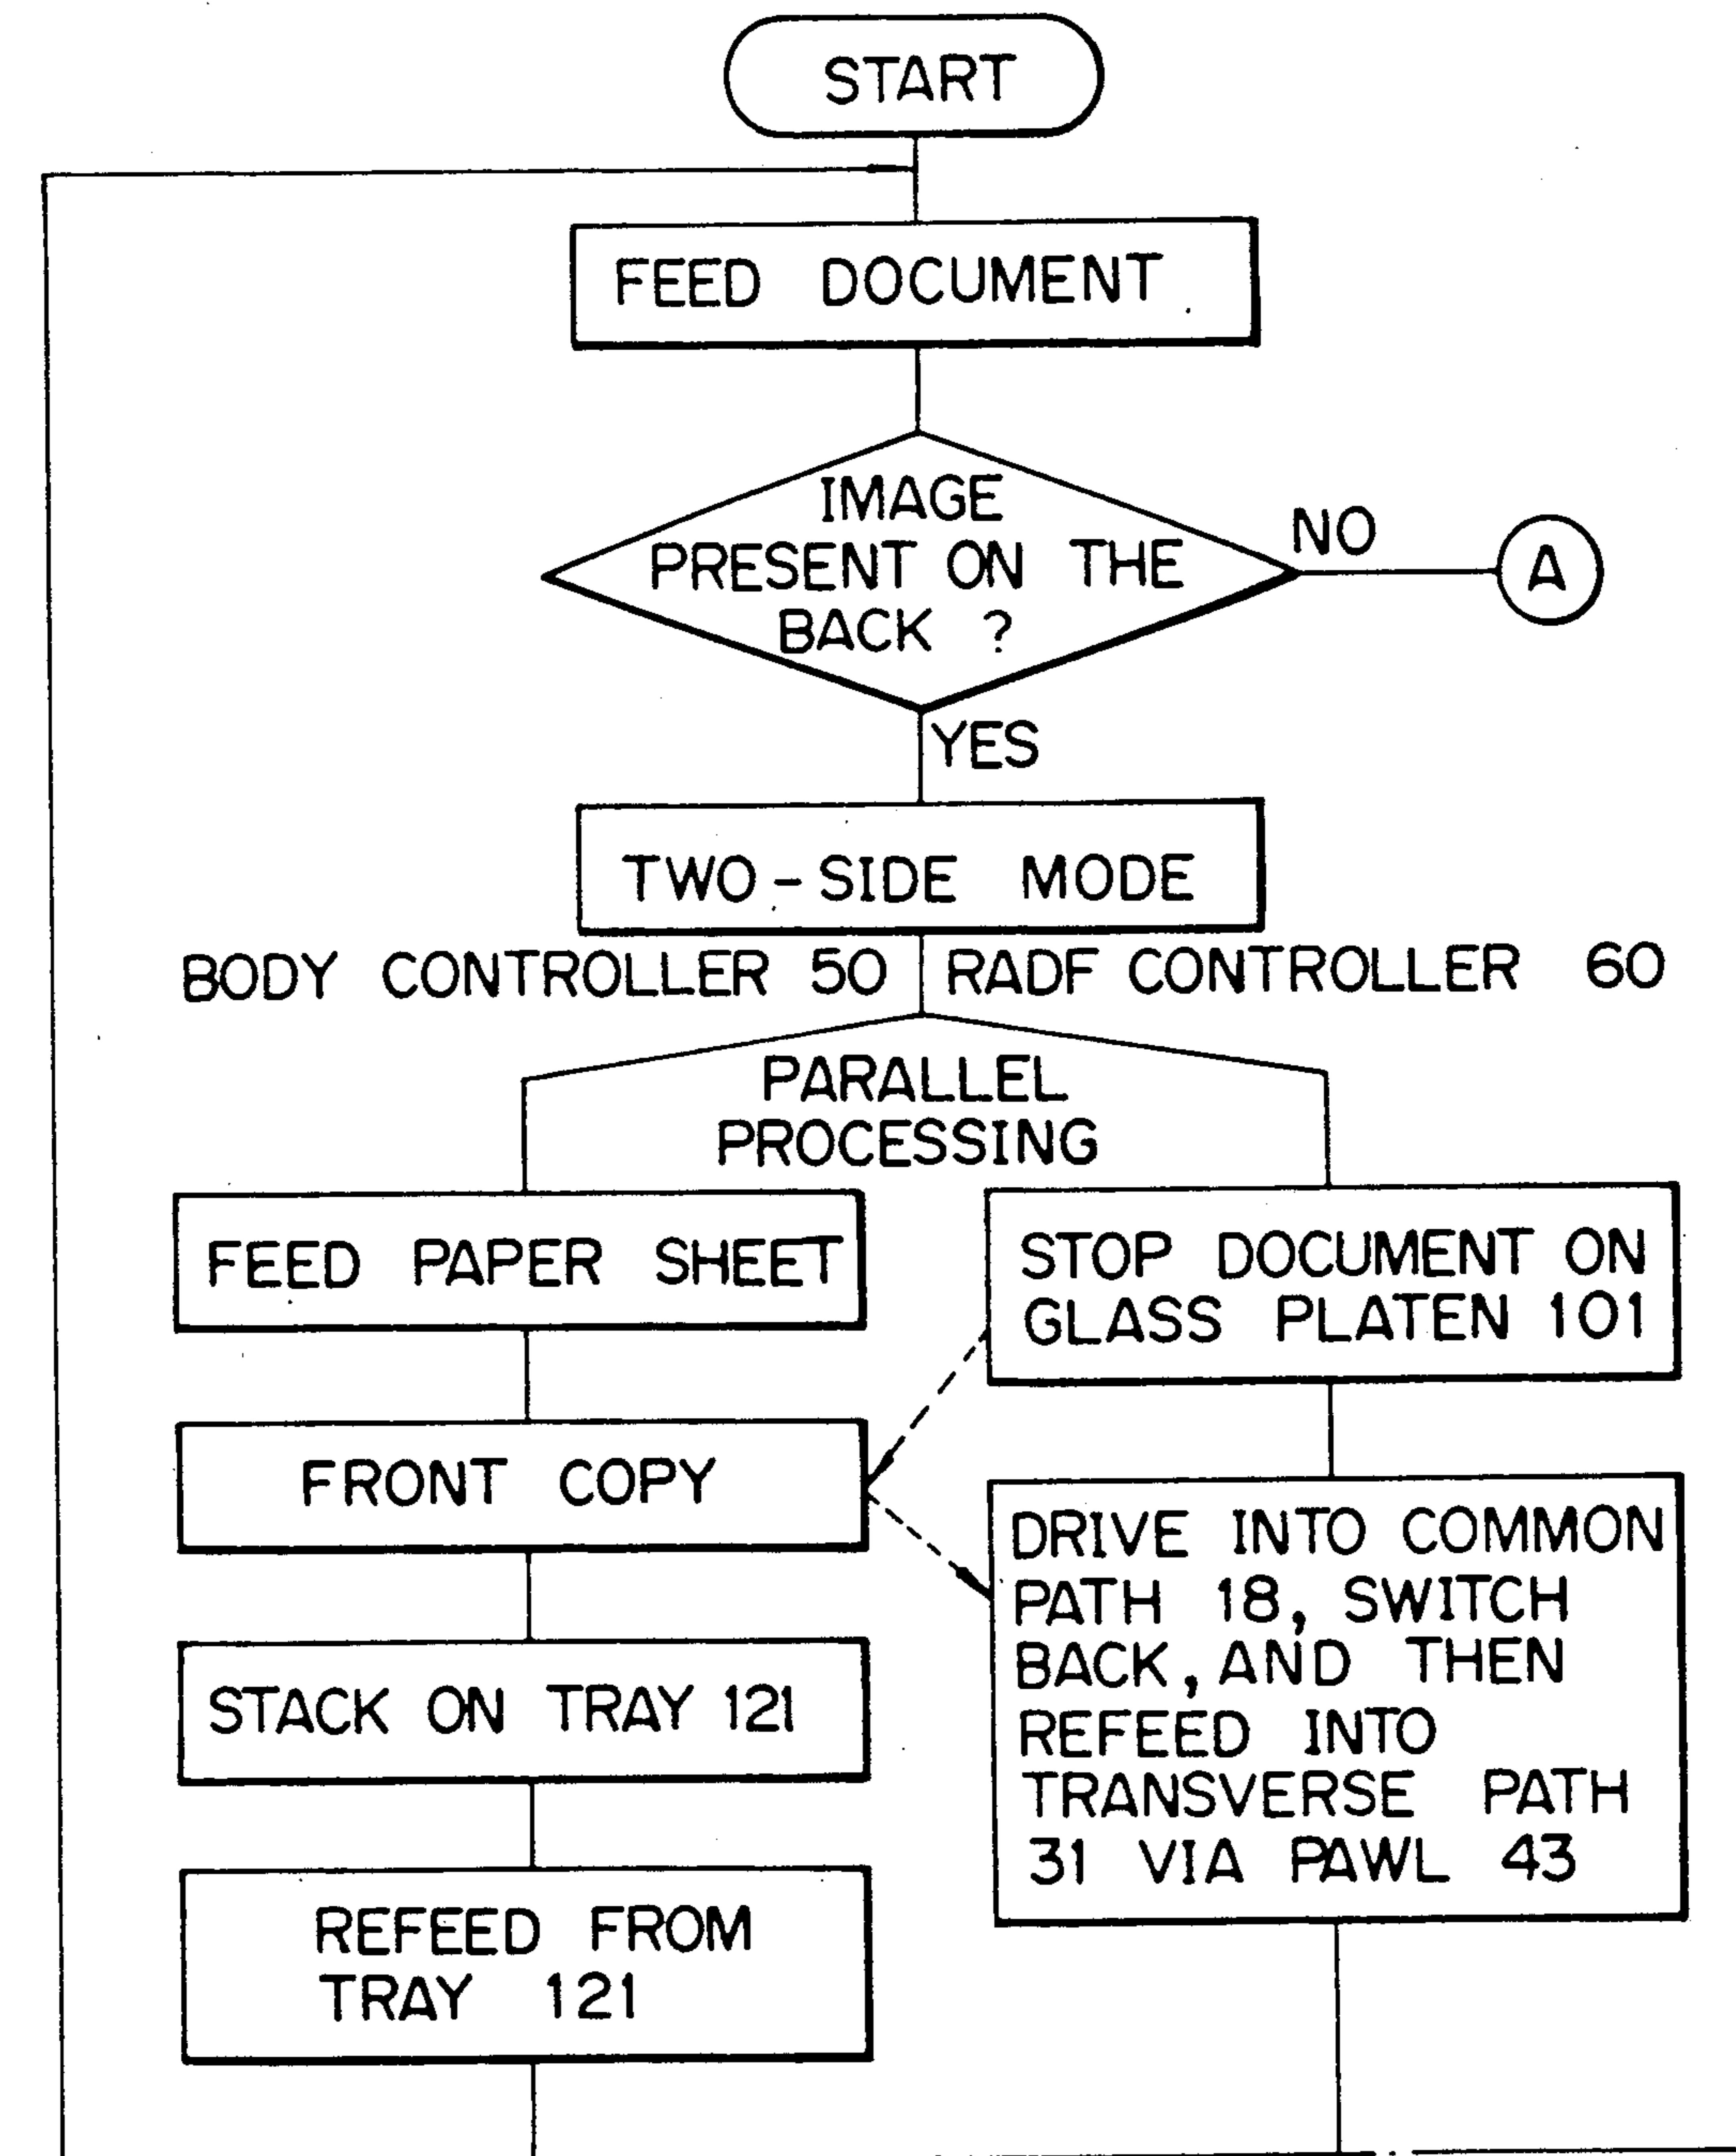 START
FEED DOCUMENT
IMAGE
PRESENT ON THE
BACK ?
NO
A
YES
TWO-SIDE MODE
BODY CONTROLLER 50
RADF CONTROLLER 60
PARALLEL
PROCESSING
FEED PAPER SHEET
STOP DOCUMENT ON
GLASS PLATEN 101
FRONT COPY
DRIVE INTO COMMON
PATH 18, SWITCH
BACK, AND THEN
REFEED INTO
TRANSVERSE PATH
31 VIA PAWL 43
STACK ON TRAY 121
REFEED FROM
TRAY 121